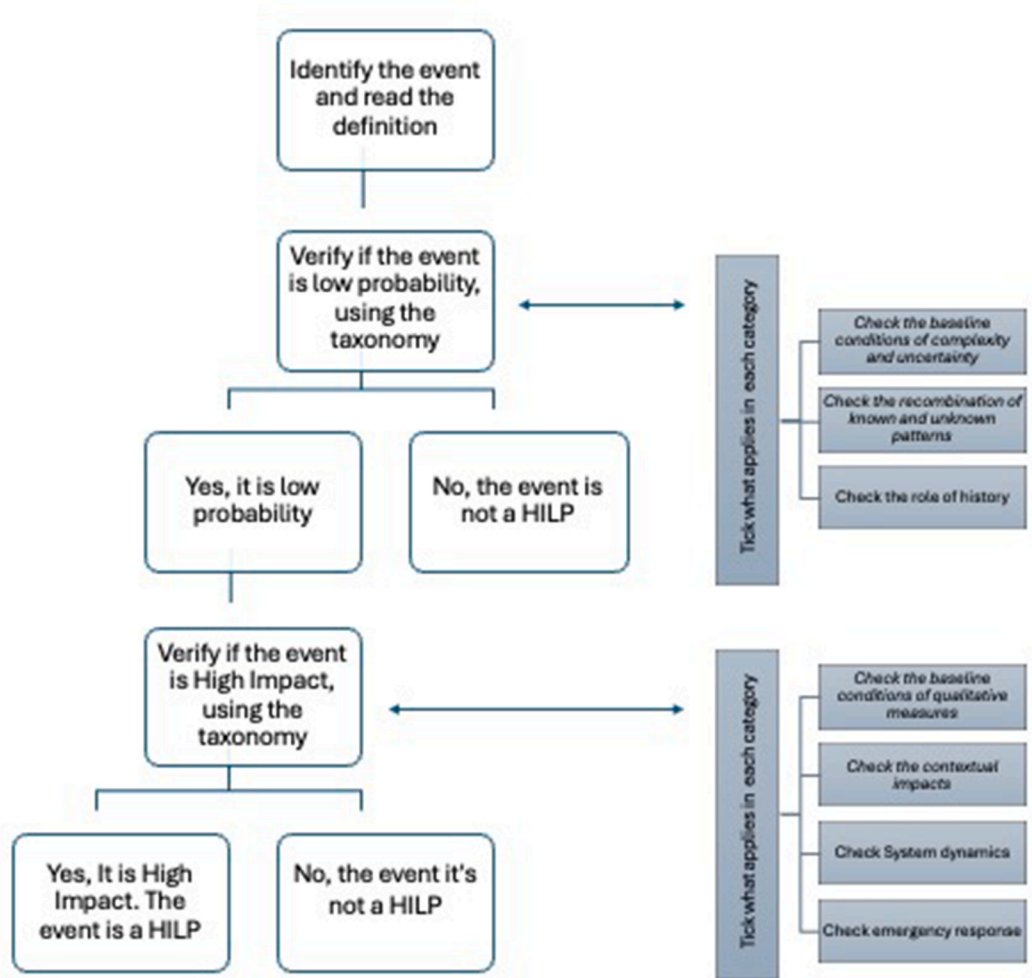 Identify the event
and read the
definition
Verify if the event
is low probability,
using the
taxonomy
Tick what applies in each category
Check the baseline
conditions of complexity
and uncertainty
Check the recombination of
known and unknown
patterns
Check the role of history
Yes, it is low
probability
No, the event is
not a HILP
Verify if the event
is High Impact,
using the
taxonomy
Tick what applies in each category
Check the baseline
conditions of qualitative
measures
Check the contextual
impacts
Check System dynamics
Check emergency response
Yes, It is High
Impact. The
event is a HILP
No, the event it's
not a HILP